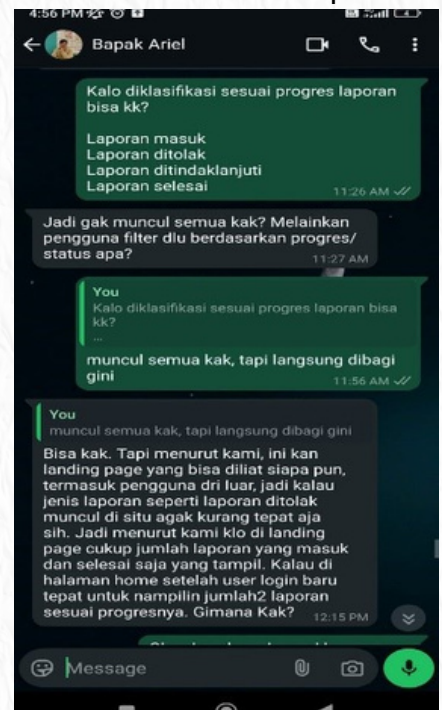 4:56 PM
Bapak Ariel
Kalo diklasifikasi sesuai progres laporan
bisa kk?
Laporan masuk
Laporan ditolak
Laporan ditindaklanjuti
Laporan selesai
11:26 AM
Jadi gak muncul semua kak? Melainkan
pengguna filter dlu berdasarkan progres/
status apa?
11:27 AM
You
Kalo diklasifikasi sesuai progres laporan bisa
kk?
...
muncul semua kak, tapi langsung dibagi
gini
11:56 AM
You
muncul semua kak, tapi langsung dibagi gini
Bisa kak. Tapi menurut kami, ini kan
landing page yang bisa diliat siapa pun,
termasuk pengguna dri luar, jadi kalau
jenis laporan seperti laporan ditolak
muncul di situ agak kurang tepat aja
sih. Jadi menurut kami klo di landing
page cukup jumlah laporan yang masuk
dan selesai saja yang tampil. Kalau di
halaman home setelah user login baru
tepat untuk nampilin jumlah2 laporan
sesuai progresnya. Gimana Kak?
12:15 PM
Message